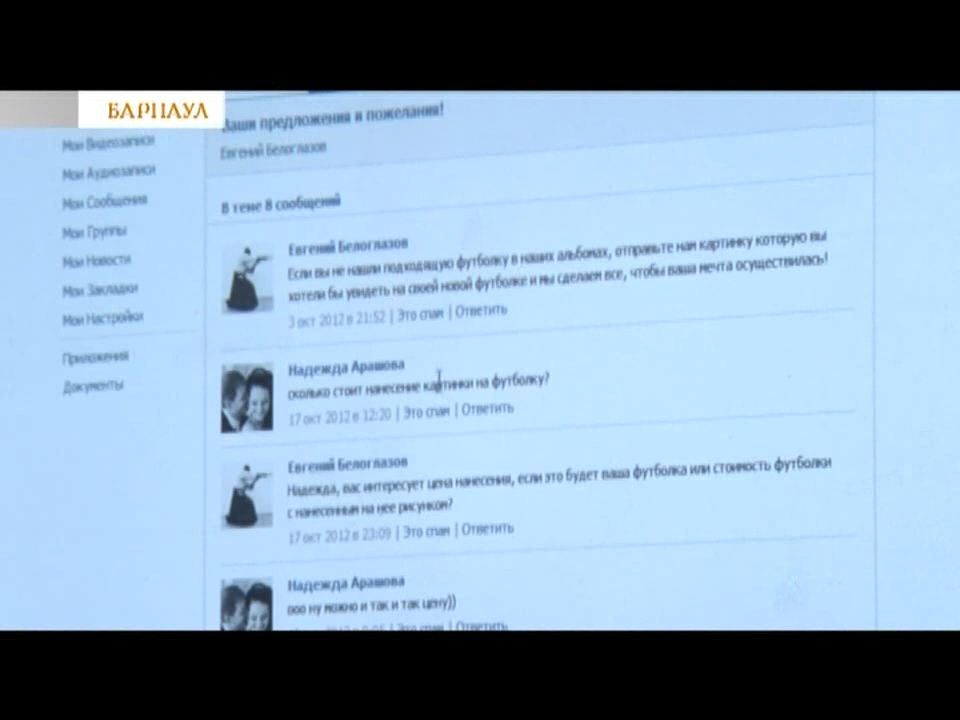 БАРНАУЛ
Ваши предложения и пожелания!
Евгений Белоглазов
Мои Видеозаписи
Мои Аудиозаписи
Мои Сообщения
Мои Группы
Мои Новости
Мои Закладки
Мои Настройки
Приложения
Документы
В теме 8 сообщений
Евгений Белоглазов
Если вы не нашли подходящую футболку в наших альбомах, отправьте нам картинку которую вы
хотели бы увидеть на своей новой футболке и мы сделаем все, чтобы ваша мечта осуществилась!
3 окт 2012 в 21:52 | Это спам | Ответить
Надежда Арашова
сколько стоит нанесение картинки на футболку?
17 окт 2012 в 12:20 | Это спам | Ответить
Евгений Белоглазов
Надежда, вас интересует цена нанесения, если это будет ваша футболка или стоимость футболки
с нанесенным на нее рисунком?
17 окт 2012 в 23:09 | Это спам | Ответить
Надежда Арашова
ооо ну можно и так и так цену))
| Это спам | Ответить